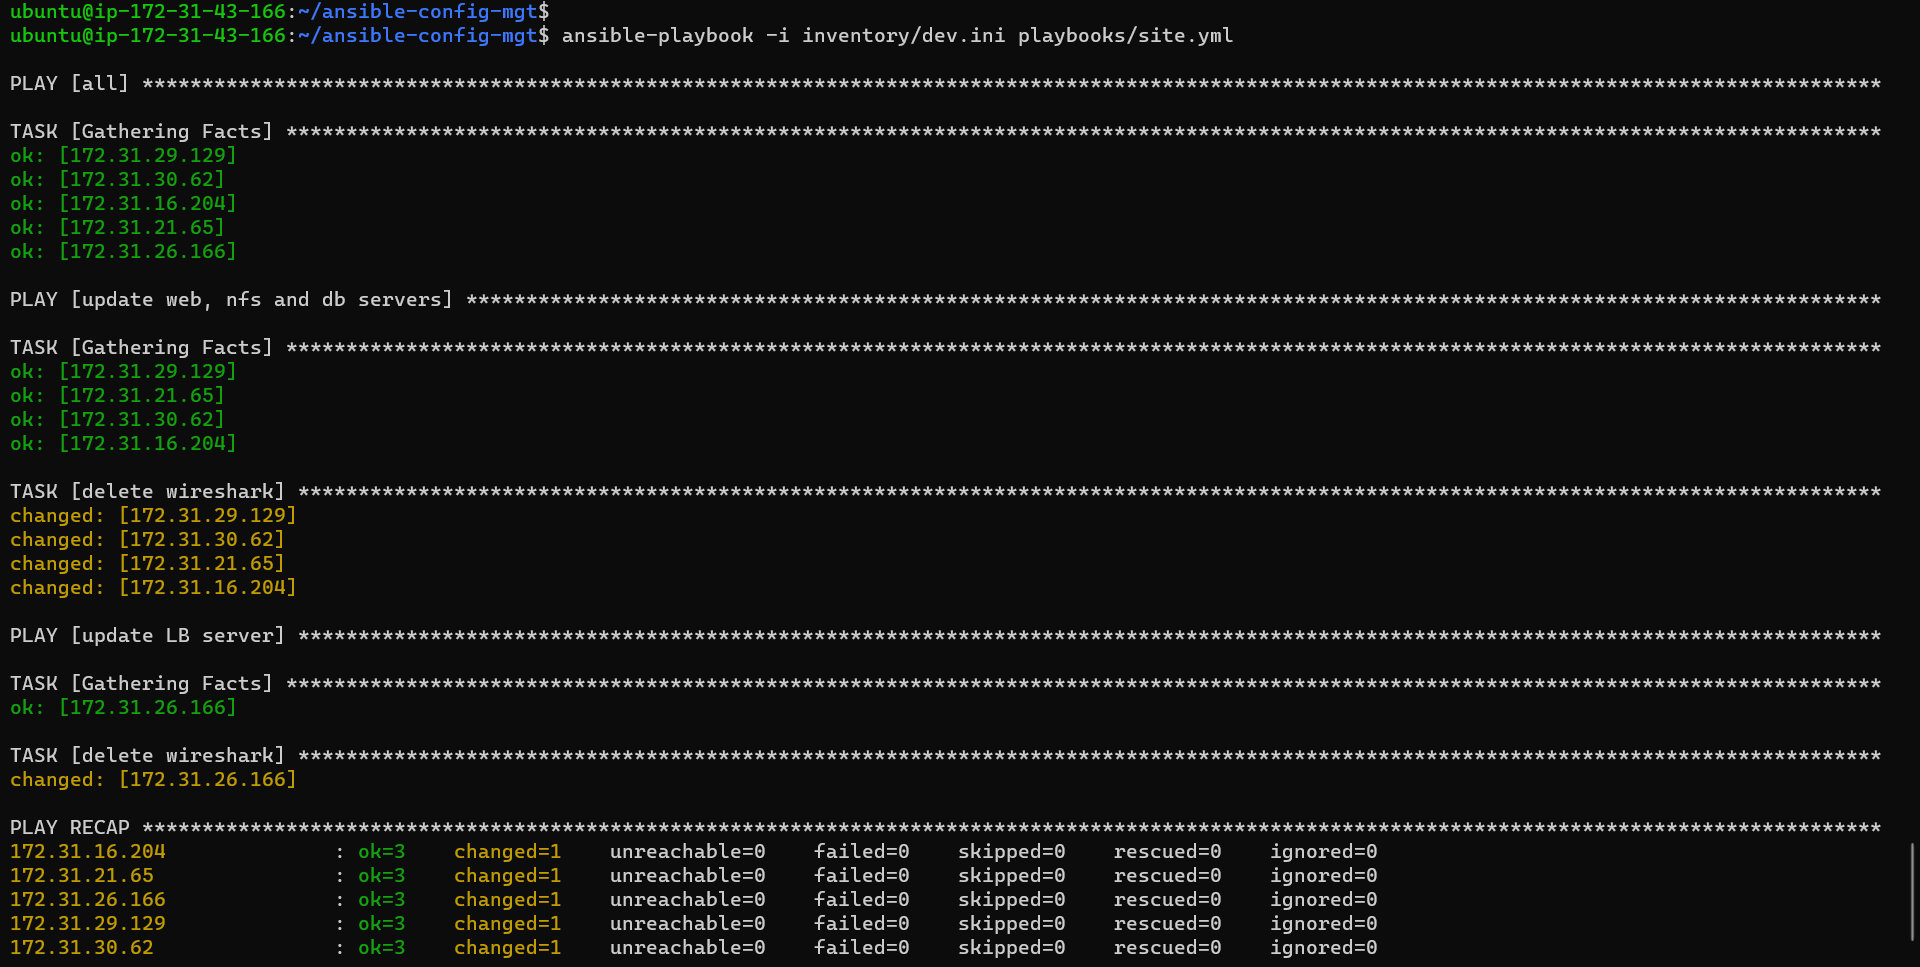 ubuntu@ip-172-31-43-166:~/ansible-config-mgt$
ubuntu@ip-172-31-43-166:~/ansible-config-mgt$ ansible-playbook -i inventory/dev.ini playbooks/site.yml
PLAY [all] *************************************************************************************************************************************************
TASK [Gathering Facts] *************************************************************************************************************************************
ok: [172.31.29.129]
ok: [172.31.30.62]
ok: [172.31.16.204]
ok: [172.31.21.65]
ok: [172.31.26.166]
PLAY [update web, nfs and db servers] **********************************************************************************************************************
TASK [Gathering Facts] *************************************************************************************************************************************
ok: [172.31.29.129]
ok: [172.31.21.65]
ok: [172.31.30.62]
ok: [172.31.16.204]
TASK [delete wireshark] ************************************************************************************************************************************
changed: [172.31.29.129]
changed: [172.31.30.62]
changed: [172.31.21.65]
changed: [172.31.16.204]
PLAY [update LB server] ************************************************************************************************************************************
TASK [Gathering Facts] *************************************************************************************************************************************
ok: [172.31.26.166]
TASK [delete wireshark] ************************************************************************************************************************************
changed: [172.31.26.166]
PLAY RECAP *************************************************************************************************************************************************
172.31.16.204              : ok=3    changed=1    unreachable=0    failed=0    skipped=0    rescued=0    ignored=0
172.31.21.65               : ok=3    changed=1    unreachable=0    failed=0    skipped=0    rescued=0    ignored=0
172.31.26.166              : ok=3    changed=1    unreachable=0    failed=0    skipped=0    rescued=0    ignored=0
172.31.29.129              : ok=3    changed=1    unreachable=0    failed=0    skipped=0    rescued=0    ignored=0
172.31.30.62               : ok=3    changed=1    unreachable=0    failed=0    skipped=0    rescued=0    ignored=0